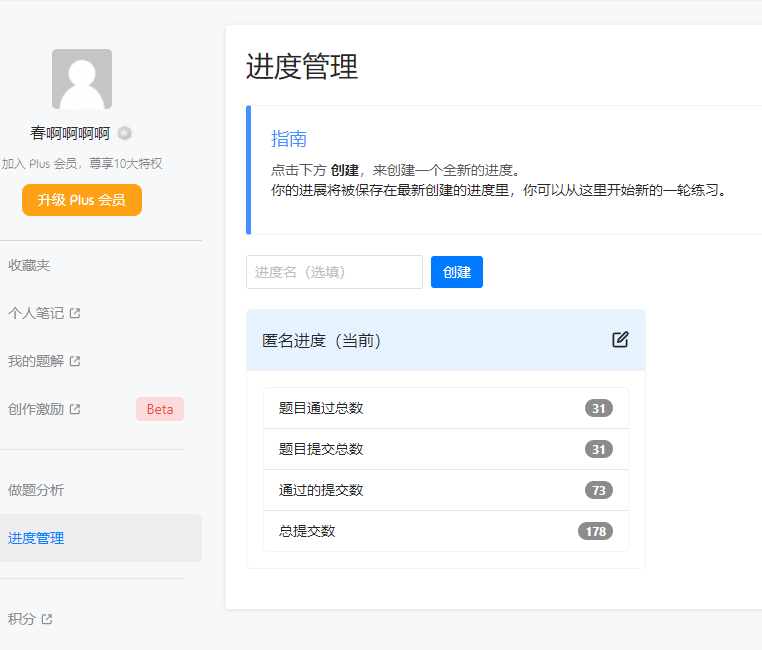 春啊啊啊啊
加入 Plus 会员，尊享10大特权
升级 Plus 会员
收藏夹
个人笔记
我的题解
创作激励 Beta
做题分析
进度管理
积分
进度管理
指南
点击下方 创建，来创建一个全新的进度。
你的进展将被保存在最新创建的进度里，你可以从这里开始新的一轮练习。
进度名（选填） 创建
匿名进度（当前）
题目通过总数 31
题目提交总数 31
通过的提交数 73
总提交数 178